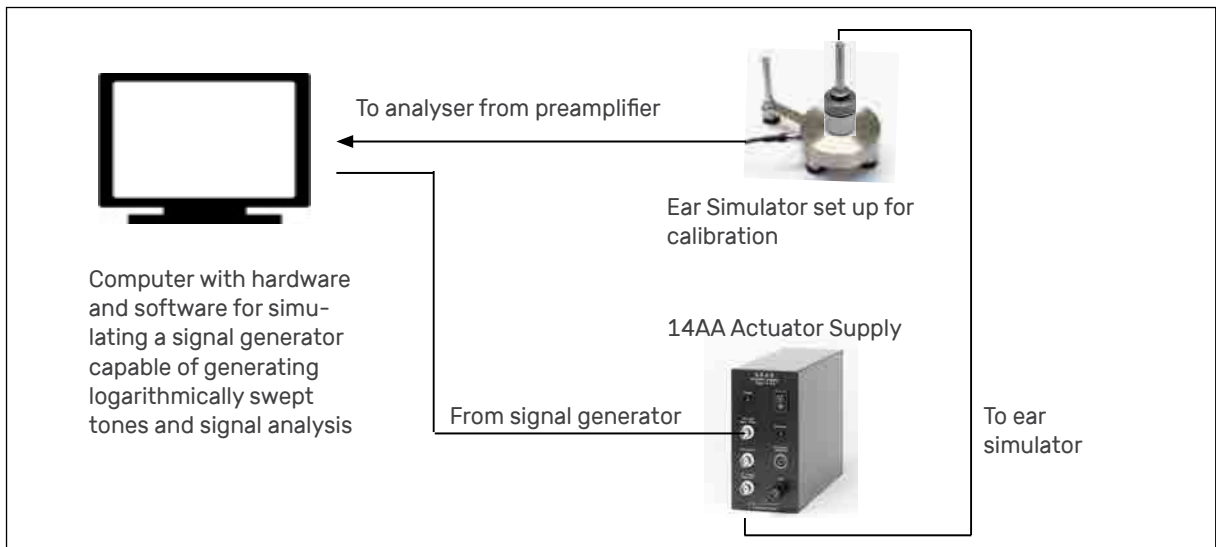 To analyser from preamplifier
Ear Simulator set up for
calibration
Computer with hardware
and software for simu-
lating a signal generator
capable of generating
logarithmically swept
tones and signal analysis
14AA Actuator Supply
G.R.A.S.
From signal generator
To ear
simulator